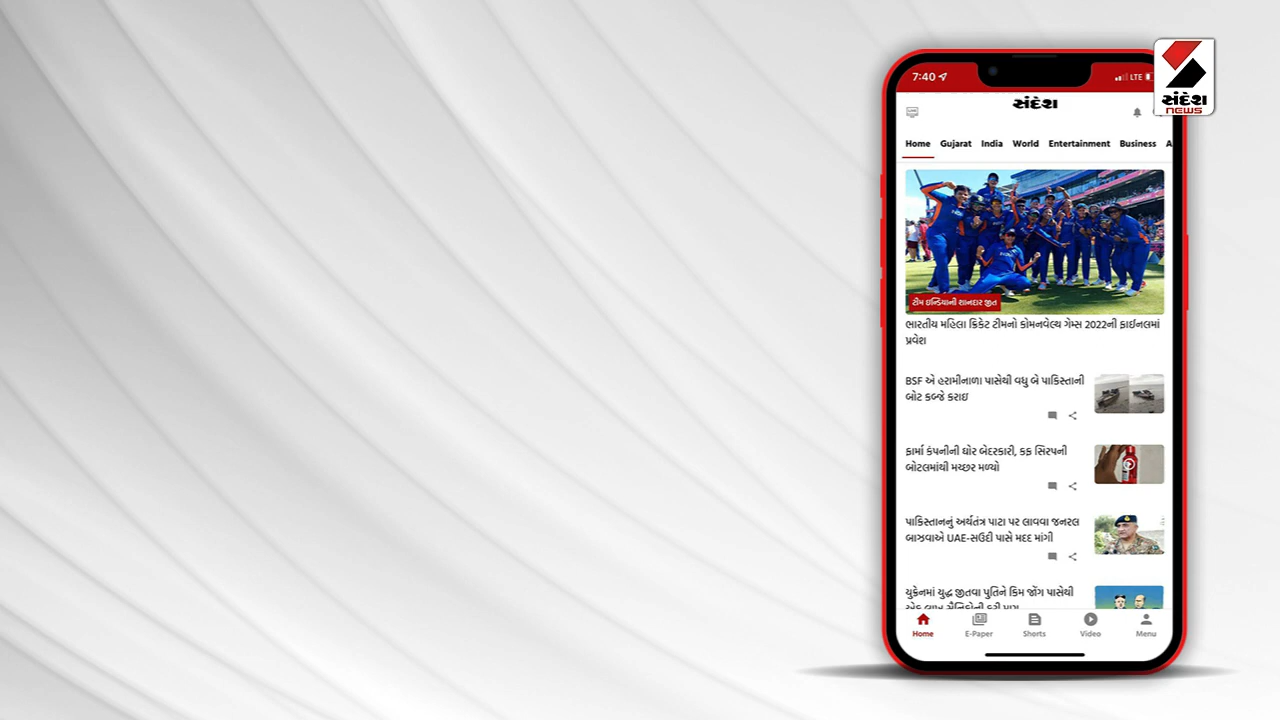 સંદેશ
NEWS
7:40
LTE
સંદેશ
Home Gujarat India World Entertainment Business A
ટીમ ઇન્ડિયાની શાનદાર જીત
ભારતીય મહિલા ક્રિકેટ ટીમનો કોમનવેલ્થ ગેમ્સ 2022ની ફાઈનલમાં
પ્રવેશ
BSF એ હરામીનાળા પાસેથી વધુ બે પાકિસ્તાની
બોટ કબ્જે કરાઇ
ફાર્મા કંપનીની ઘોર બેદરકારી, કફ સિરપની
બોટલમાંથી મચ્છર મળ્યો
પાકિસ્તાનનું અર્થતંત્ર પાટા પર લાવવા જનરલ
બાઝવાએ UAE-સઉદી પાસે મદદ માંગી
યુક્રેનમાં યુદ્ધ જીતવા પુતિને કિમ જોંગ પાસેથી
Home E-Paper Shorts Video Menu